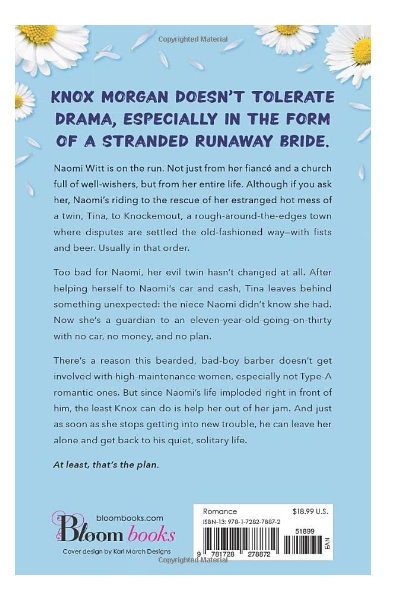 Copyrighted Material
KNOX MORGAN DOESN'T TOLERATE
DRAMA, ESPECIALLY IN THE FORM
OF A STRANDED RUNAWAY BRIDE.
Naomi Witt is on the run. Not just from her fiancé and a church
full of well-wishers, but from her entire life. Although if you ask
her, Naomi's riding to the rescue of her estranged hot mess of
a twin, Tina, to Knockemout, a rough-around-the-edges town
where disputes are settled the old-fashioned way—with fists
and beer. Usually in that order.
Too bad for Naomi, her evil twin hasn't changed at all. After
helping herself to Naomi's car and cash, Tina leaves behind
something unexpected: the niece Naomi didn't know she had.
Now she's a guardian to an eleven-year-old-going-on-thirty
with no car, no money, and no plan.
There's a reason this bearded, bad-boy barber doesn't get
involved with high-maintenance women, especially not Type-A
romantic ones. But since Naomi's life imploded right in front of
him, the least Knox can do is help her out of her jam. And just
as soon as she stops getting into new trouble, he can leave her
alone and get back to his quiet, solitary life.
At least, that's the plan.
bloombooks.com
Bloom books
Cover design by Kari March Designs
Romance $18.99 U.S.
ISBN-13: 978-1-7282-7887-2
51899
9 781728 278872
EAN
Copyrighted Material